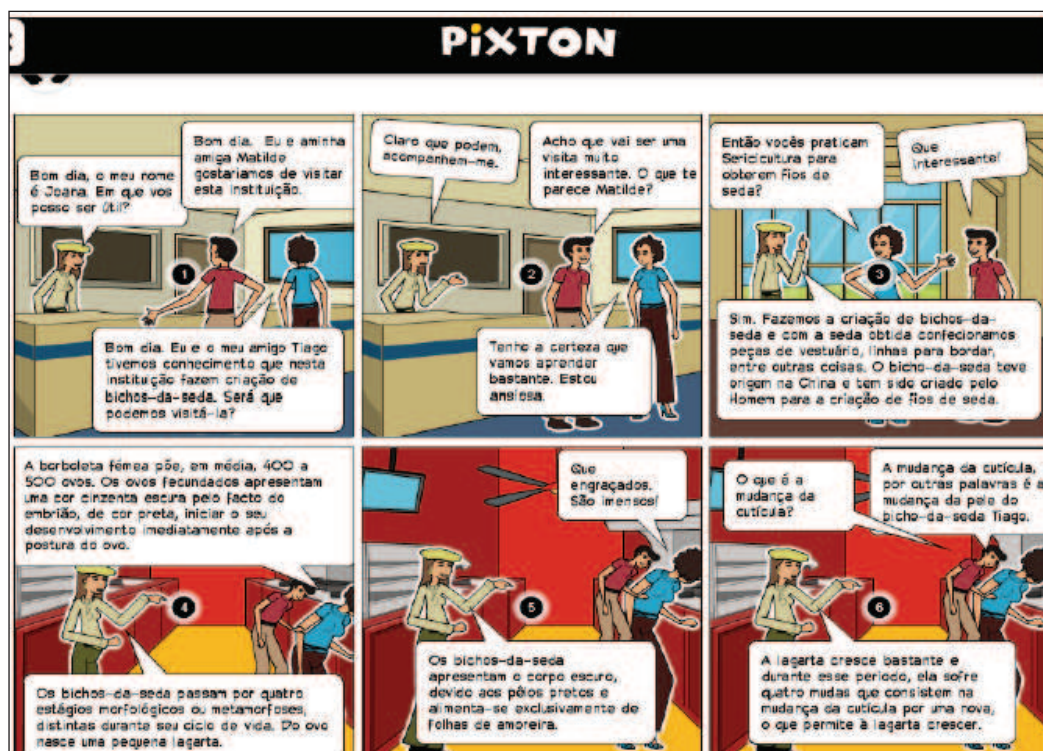 PiXTON
Bom dia, o meu nome
é Joana. Em que vos
posso ser útil?
Bom dia. Eu e aminha
amiga Matilde
gostaríamos de visitar
esta Instituição.
1
Bom dia. Eu e o meu amigo Tiago
tivemos conhecimento que nesta
instituição fazem criação de
bichos-da-seda. Será que
podemos visitá-la?
Claro que podem,
acompanhem-me.
Acho que vai ser uma
visita muito
interessante. O que te
parece Matilde?
2
Tenho a certeza que
vamos aprender
bastante. Estou
ansiosa.
Então vocês praticam
Sericicultura para
obterem fios de
seda?
Que
interessante!
3
Sim. Fazemos a criação de bichos-da-
seda e com a seda obtida confecionamos
peças de vestuário, linhas para bordar,
entre outras coisas. O bicho-da-seda teve
origem na China e tem sido criado pelo
Homem para a criação de fios de seda.
A borboleta fêmea põe, em média, 400 a
500 ovos. Os ovos fecundados apresentam
uma cor cinzenta escura pelo facto do
embrião, de cor preta, iniciar o seu
desenvolvimento imediatamente após a
postura do ovo.
4
Os bichos-da-seda passam por quatro
estágios morfológicos ou metamorfoses,
distintas durante seu ciclo de vida. Do ovo
nasce uma pequena lagarta.
Que
engraçados.
São imensos!
5
Os bichos-da-seda
apresentam o corpo escuro,
devido aos pêlos pretos e
alimenta-se exclusivamente de
folhas de amoreira.
O que é a
mudança da
cutícula?
A mudança da cutícula,
por outras palavras é a
mudança da pele do
bicho-da-seda Tiago.
6
A lagarta cresce bastante e
durante esse período, ela sofre
quatro mudas que consistem na
mudança da cutícula por uma nova,
o que permite à lagarta crescer.